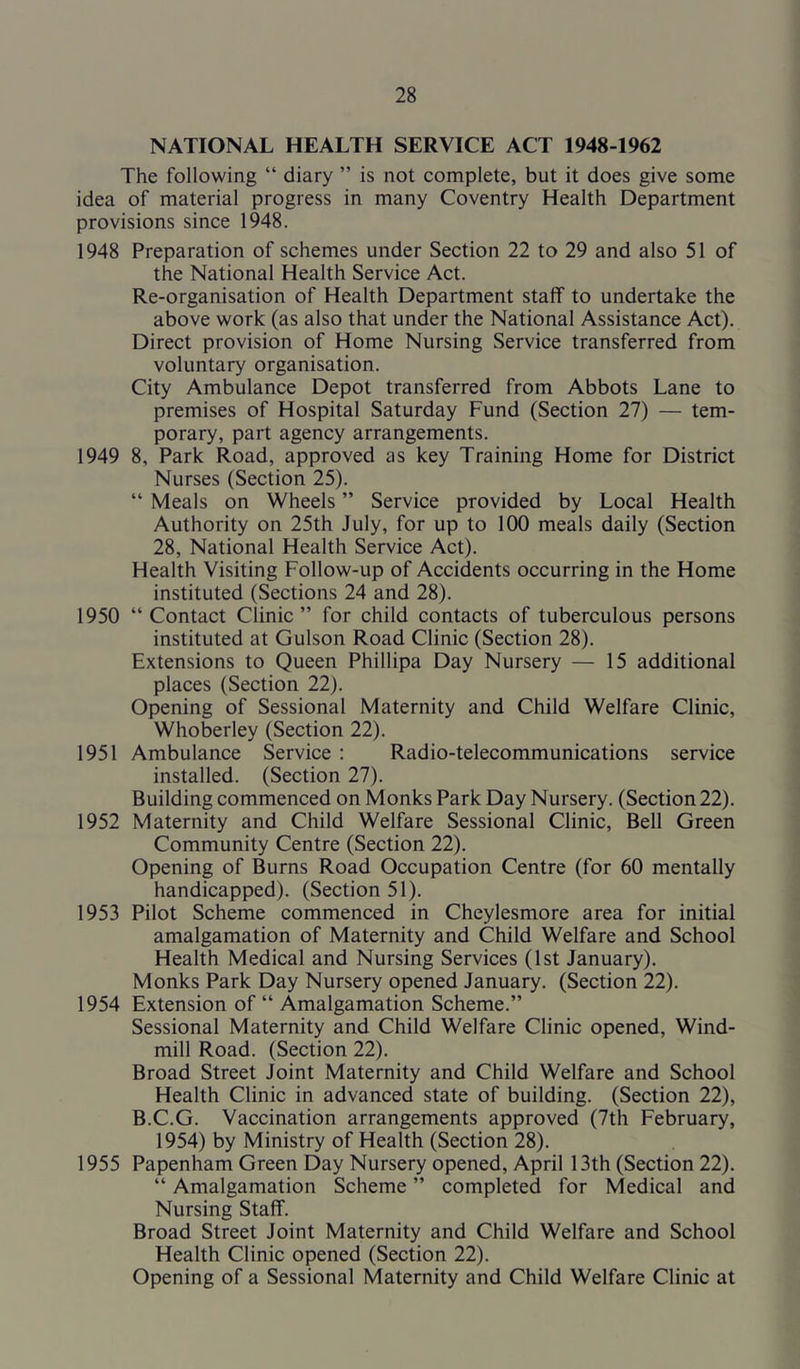 28
NATIONAL HEALTH SERVICE ACT 1948-1962
The following “ diary ” is not complete, but it does give some
idea of material progress in many Coventry Health Department
provisions since 1948.
1948 Preparation of schemes under Section 22 to 29 and also 51 of
the National Health Service Act.
Re-organisation of Health Department staff to undertake the
above work (as also that under the National Assistance Act).
Direct provision of Home Nursing Service transferred from
voluntary organisation.
City Ambulance Depot transferred from Abbots Lane to
premises of Hospital Saturday Fund (Section 27) — tem-
porary, part agency arrangements.
1949 8, Park Road, approved as key Training Home for District
Nurses (Section 25).
“ Meals on Wheels ” Service provided by Local Health
Authority on 25th July, for up to 100 meals daily (Section
28, National Health Service Act).
Health Visiting Follow-up of Accidents occurring in the Home
instituted (Sections 24 and 28).
1950 “ Contact Clinic ” for child contacts of tuberculous persons
instituted at Gulson Road Clinic (Section 28).
Extensions to Queen Phillipa Day Nursery — 15 additional
places (Section 22).
Opening of Sessional Maternity and Child Welfare Clinic,
Whoberley (Section 22).
1951 Ambulance Service : Radio-telecommunications service
installed. (Section 27).
Building commenced on Monks Park Day Nursery. (Section 22).
1952 Maternity and Child Welfare Sessional Clinic, Bell Green
Community Centre (Section 22).
Opening of Burns Road Occupation Centre (for 60 mentally
handicapped). (Section 51).
1953 Pilot Scheme commenced in Cheylesmore area for initial
amalgamation of Maternity and Child Welfare and School
Health Medical and Nursing Services (1st January).
Monks Park Day Nursery opened January. (Section 22).
1954 Extension of “ Amalgamation Scheme.”
Sessional Maternity and Child Welfare Clinic opened, Wind-
mill Road. (Section 22).
Broad Street Joint Maternity and Child Welfare and School
Health Clinic in advanced state of building. (Section 22),
B.C.G. Vaccination arrangements approved (7th February,
1954) by Ministry of Health (Section 28).
1955 Papenham Green Day Nursery opened, April 13th (Section 22).
“ Amalgamation Scheme ” completed for Medical and
Nursing Staff.
Broad Street Joint Maternity and Child Welfare and School
Health Clinic opened (Section 22).
Opening of a Sessional Maternity and Child Welfare Clinic at